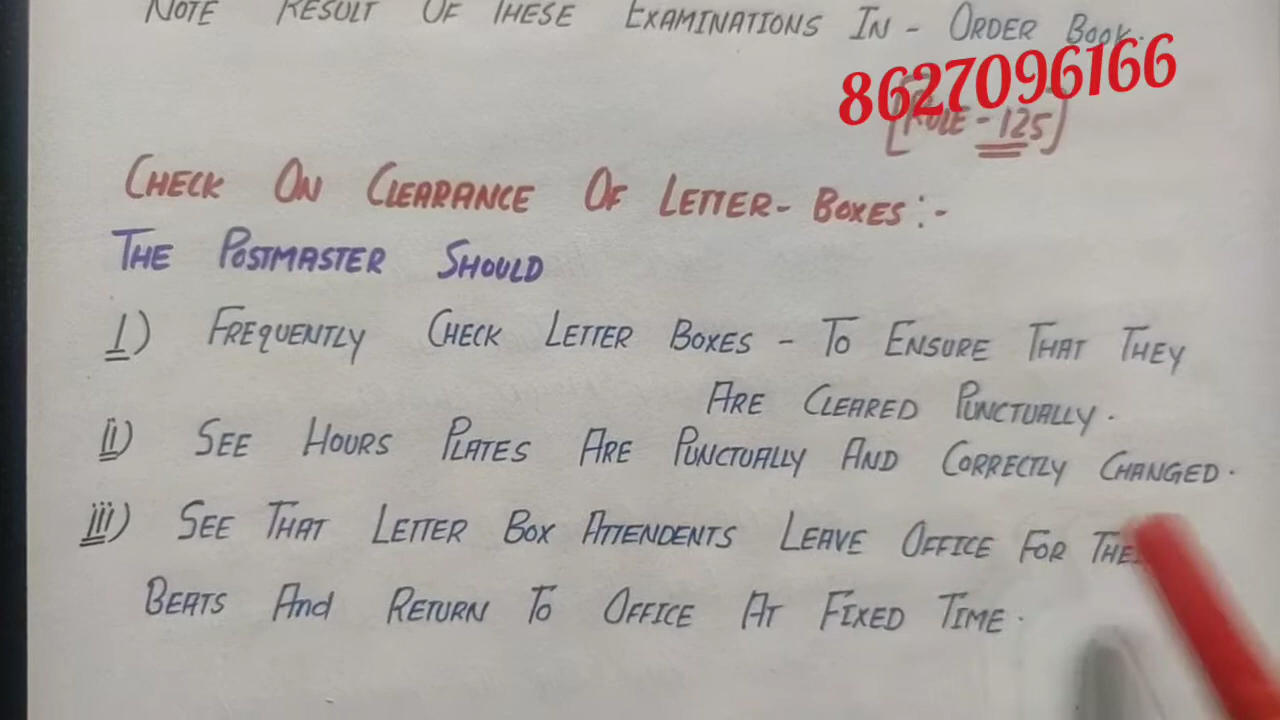 NOTE RESULT OF THESE EXAMINATIONS IN - ORDER BOOK.
8627096166
[RULE - 125]
CHECK ON CLEARANCE OF LETTER- BOXES:-
THE POSTMASTER SHOULD
I) FREQUENTLY CHECK LETTER BOXES - TO ENSURE THAT THEY
ARE CLEARED PUNCTUALLY.
II) SEE HOURS PLATES ARE PUNCTUALLY AND CORRECTLY CHANGED.
iii) SEE THAT LETTER BOX ATTENDENTS LEAVE OFFICE FOR
BEATS And RETURN TO OFFICE AT FIXED TIME.